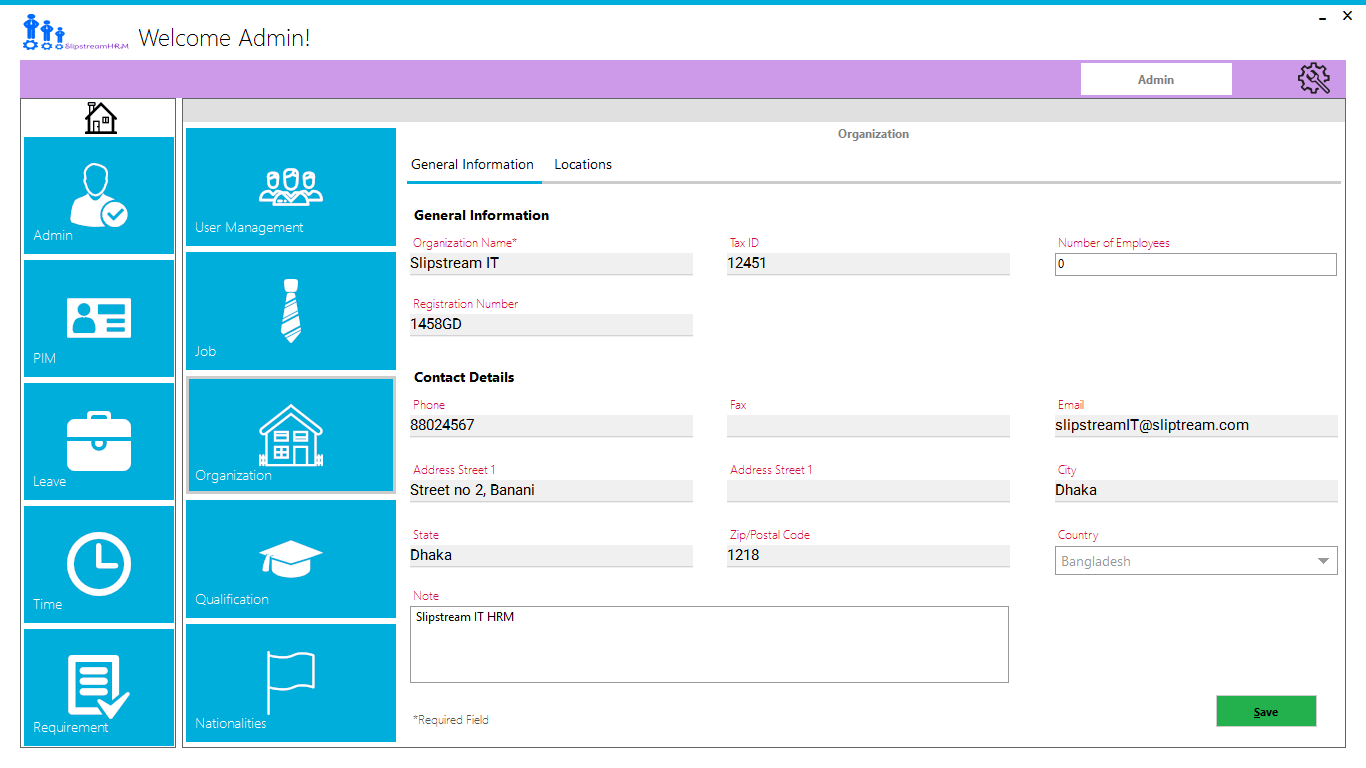 SlipstreamHRM
Welcome Admin!
Admin
Admin
PIM
Leave
Time
Requirement
User Management
Job
Organization
Qualification
Nationalities
Organization
General Information Locations
General Information
Organization Name* Tax ID Number of Employees
Slipstream IT 12451 0
Registration Number
1458GD
Contact Details
Phone Fax Email
88024567 slipstreamIT@sliptream.com
Address Street 1 Address Street 1 City
Street no 2, Banani Dhaka
State Zip/Postal Code Country
Dhaka 1218 Bangladesh
Note
Slipstream IT HRM
*Required Field
Save